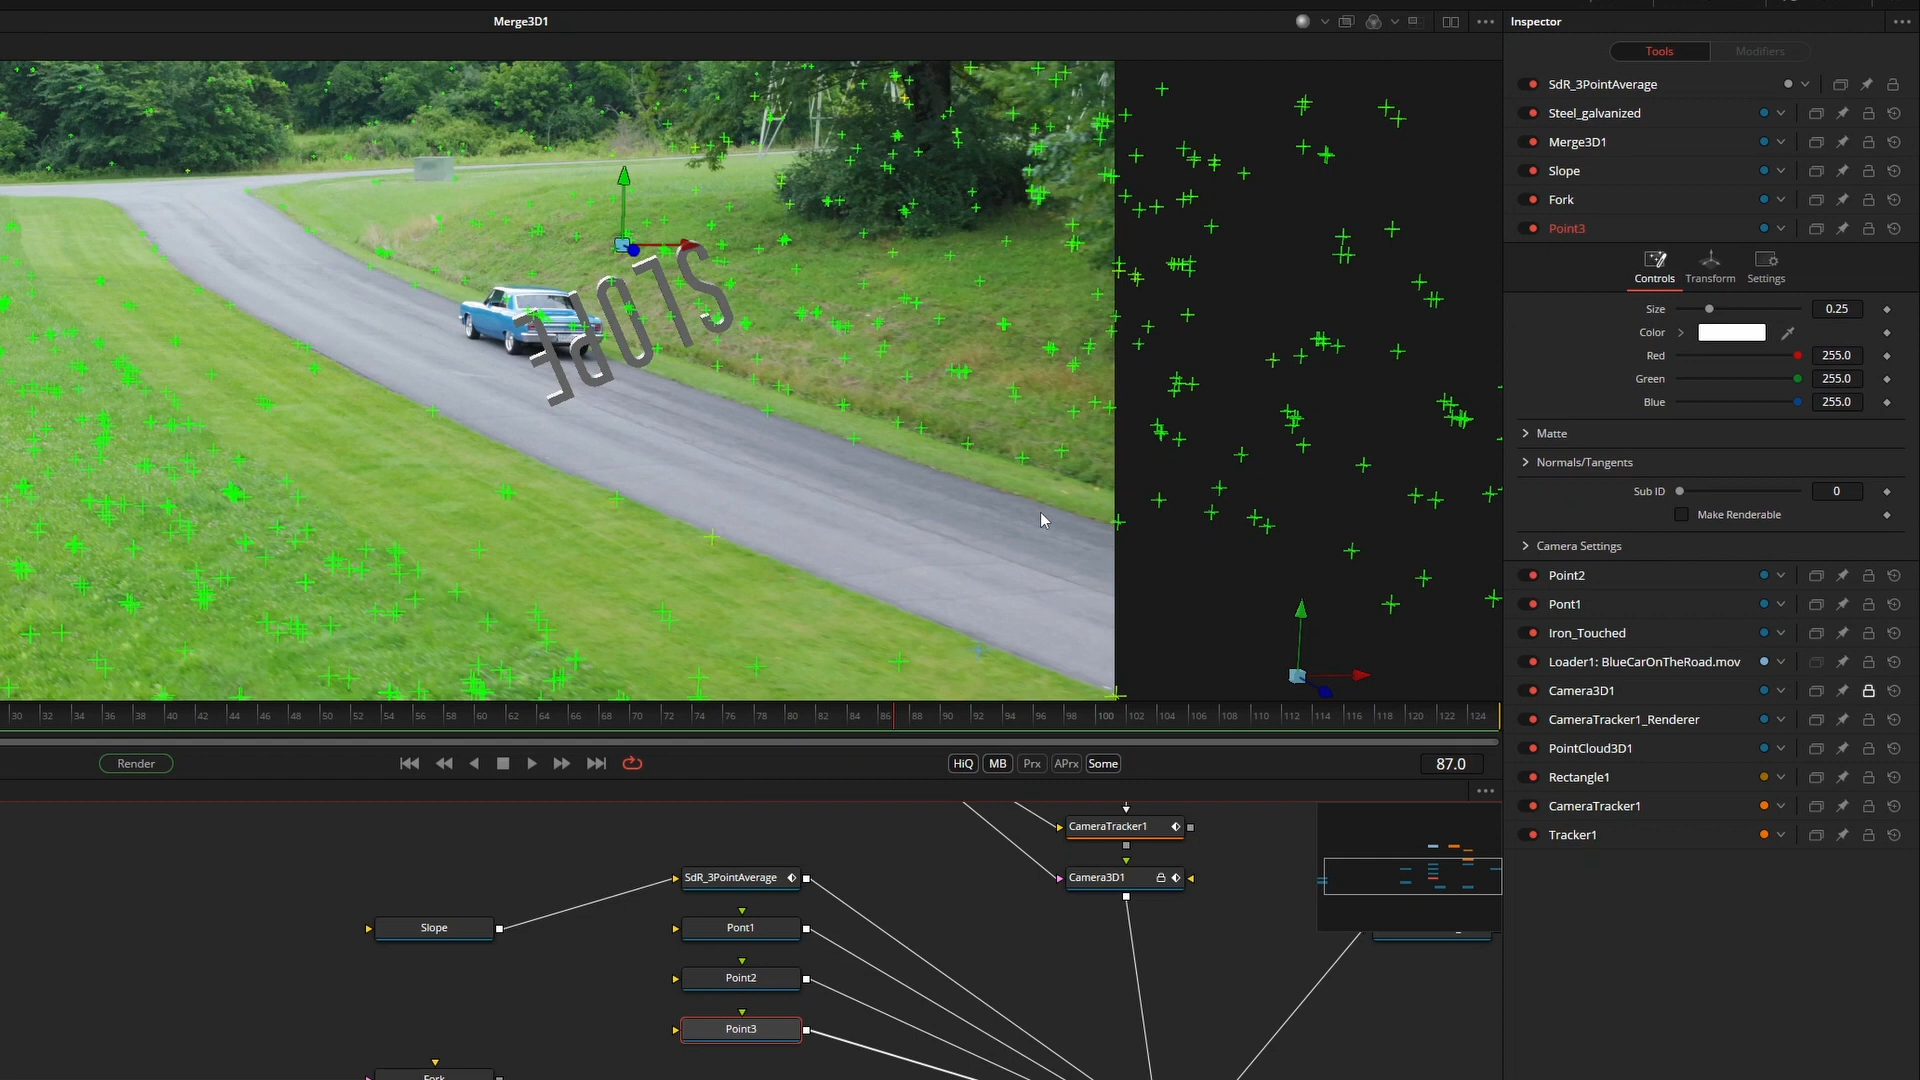 Merge3D1
Inspector
Tools
Modifiers
SdR_3PointAverage
Steel_galvanized
Merge3D1
Slope
Fork
Point3
Controls
Transform
Settings
Size
0.25
Color
Red
255.0
Green
255.0
Blue
255.0
Matte
Normals/Tangents
Sub ID
0
Make Renderable
Camera Settings
Point2
Pont1
Iron_Touched
Loader1: BlueCarOnTheRoad.mov
Camera3D1
CameraTracker1_Renderer
PointCloud3D1
Rectangle1
CameraTracker1
Tracker1
SLOPE
30 32 34 36 38 40 42 44 46 48 50 52 54 56 58 60 62 64 66 68 70 72 74 76 78 80 82 84 86 88 90 92 94 96 98 100 102 104 106 108 110 112 114 116 118 120 122 124
Render
HiQ
MB
Prx
APrx
Some
87.0
CameraTracker1
SdR_3PointAverage
Camera3D1
Slope
Pont1
Point2
Point3
Fork